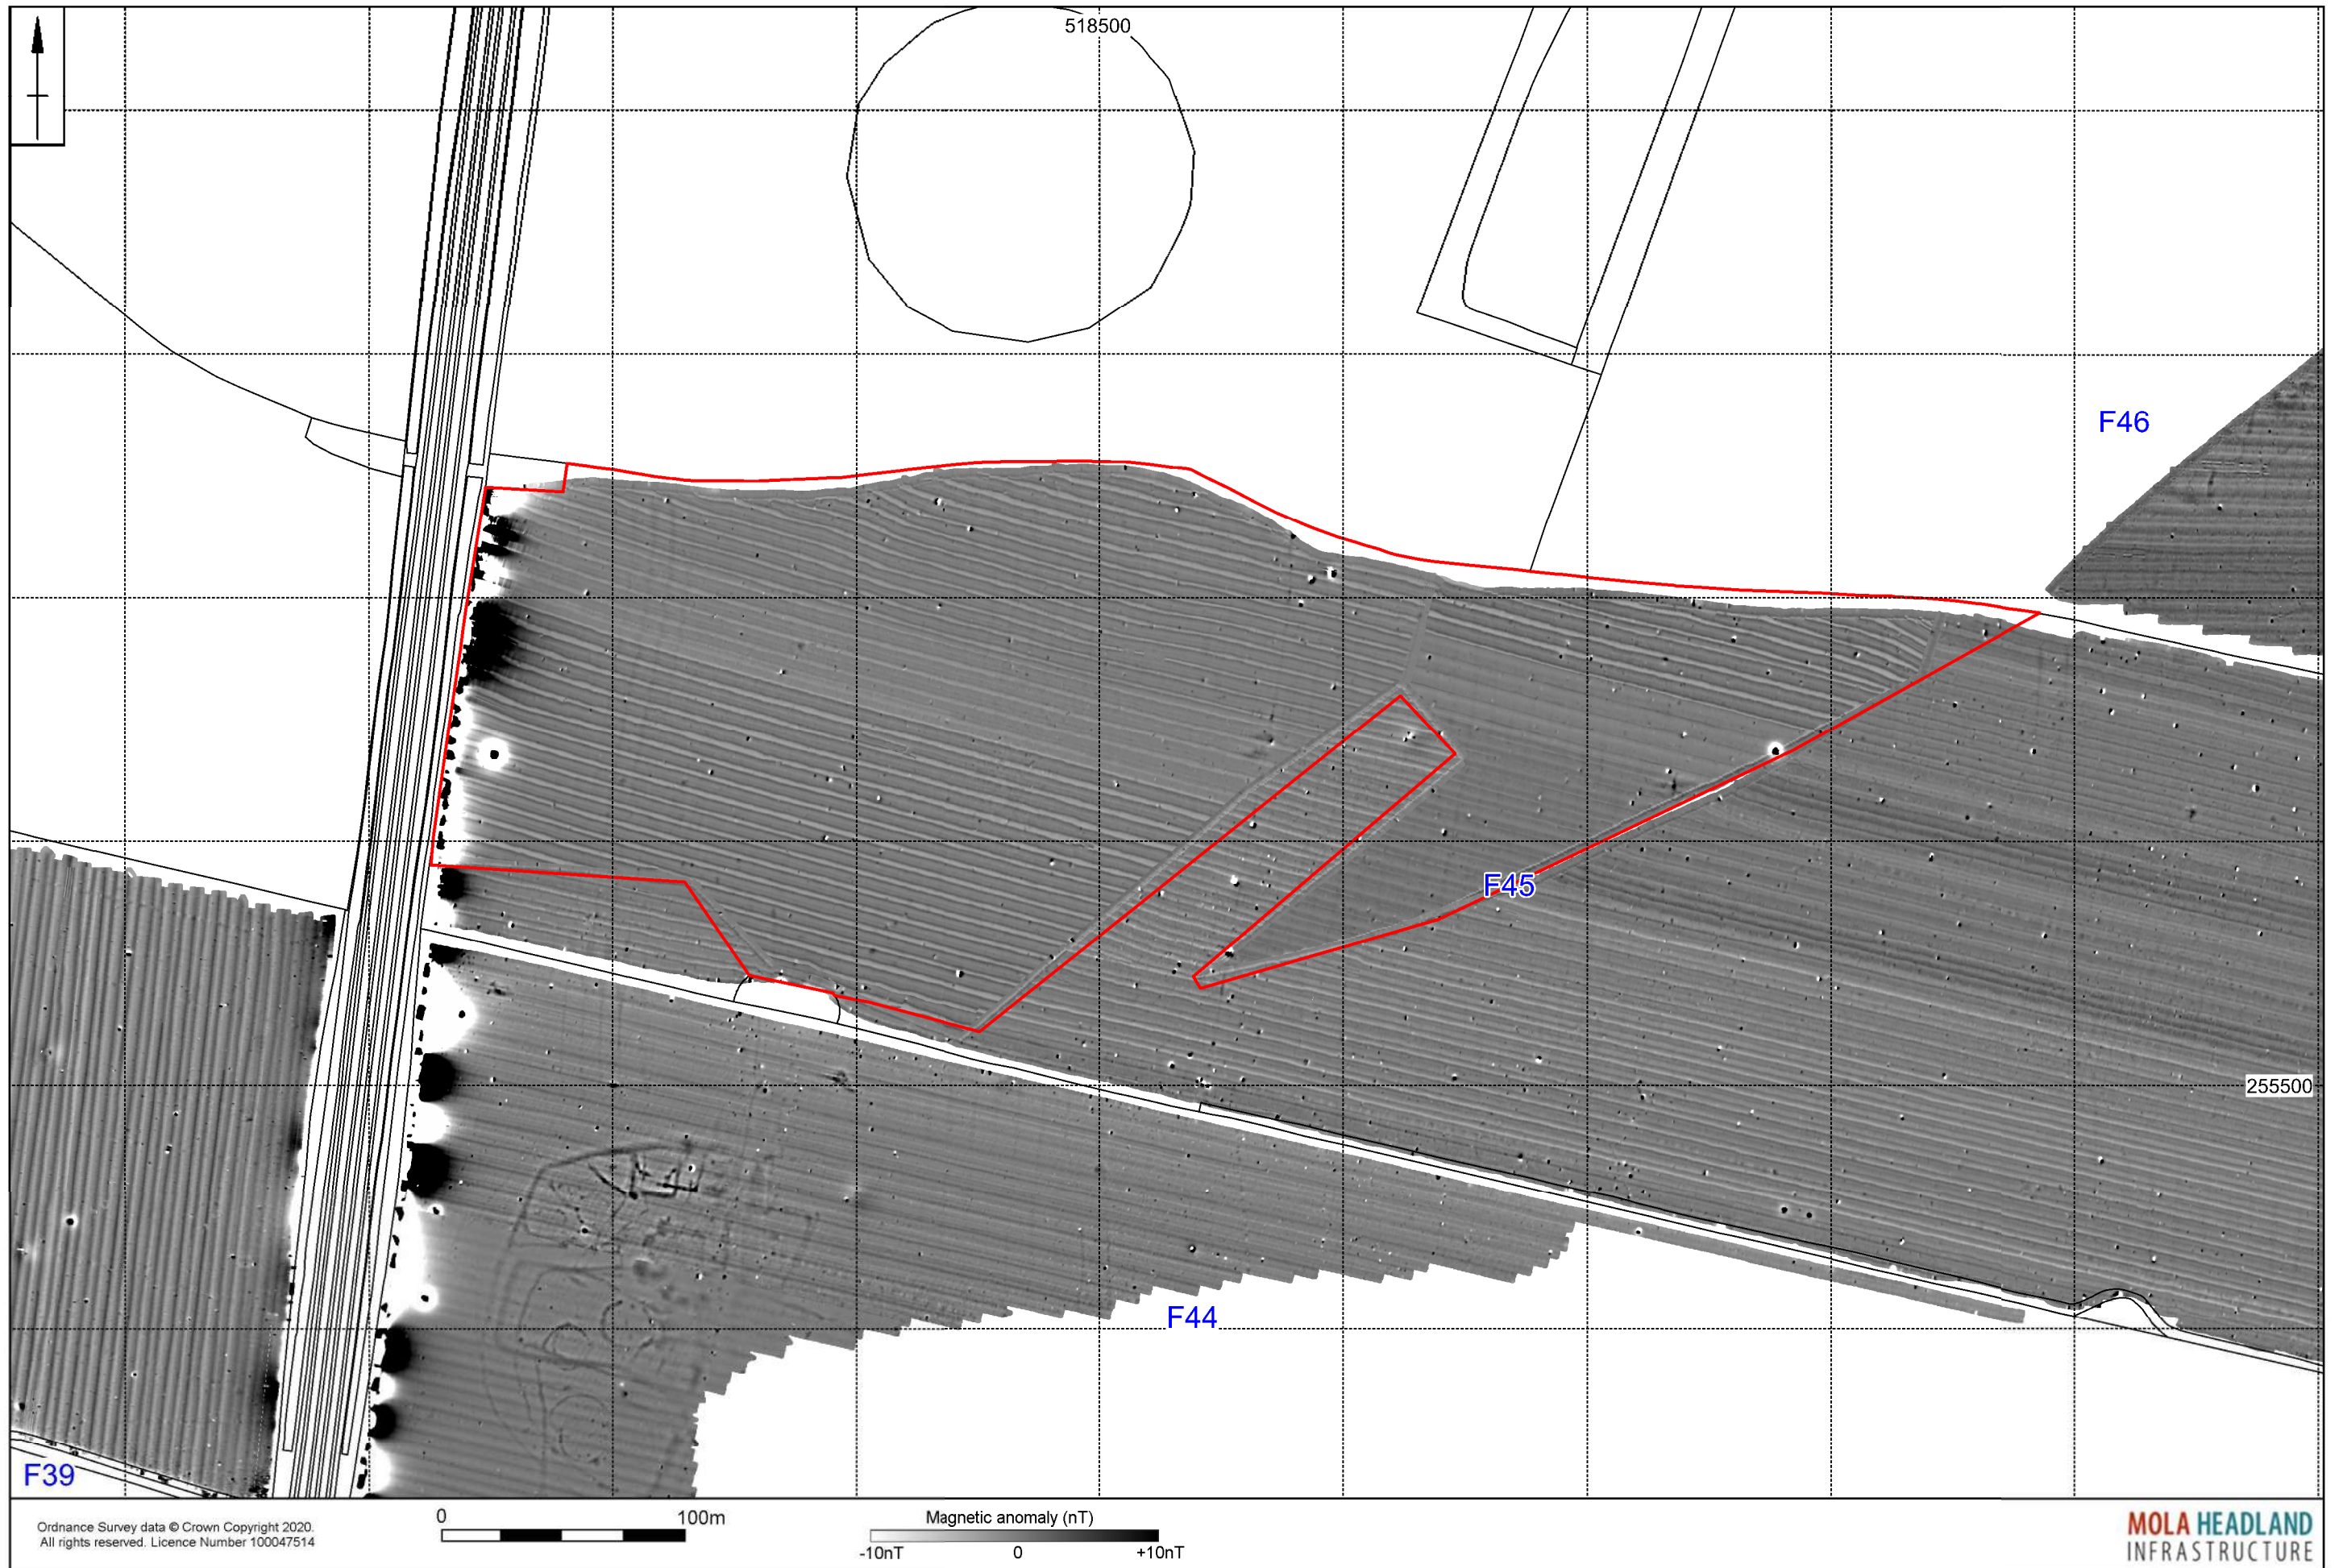 518500
F46
F45
255500
F44
F39
Ordnance Survey data © Crown Copyright 2020.
All rights reserved. Licence Number 100047514
0 100m
Magnetic anomaly (nT)
-10nT 0 +10nT
MOLA HEADLAND
INFRASTRUCTURE